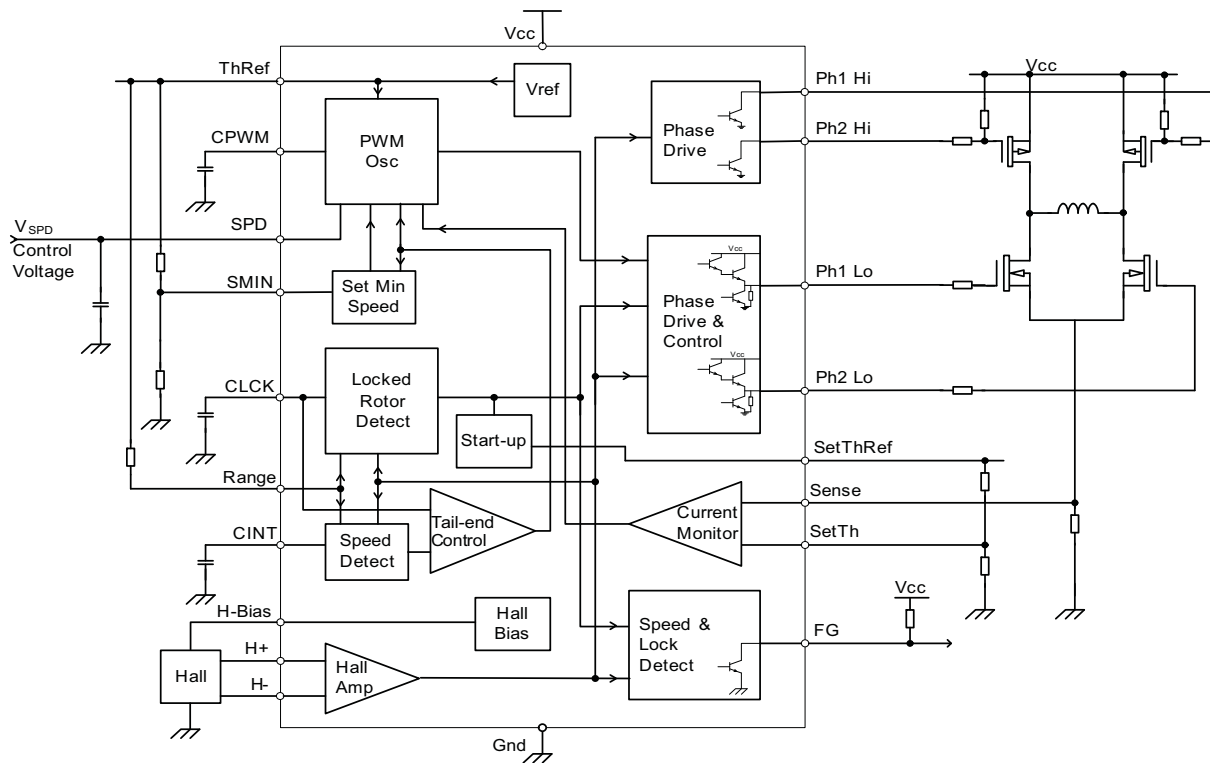 Vcc
ThRef
Vref
Ph1 Hi
Vcc
CPWM
PWM
Osc
Phase
Drive
Ph2 Hi
VSPD
Control
Voltage
SPD
SMIN
Set Min
Speed
Vcc
Phase
Drive &
Control
Vcc
Ph1 Lo
Ph2 Lo
CLCK
Locked
Rotor
Detect
Start-up
SetThRef
Range
Sense
Current
Monitor
SetTh
CINT
Speed
Detect
Tail-end
Control
Vcc
H-Bias
Hall
Bias
Speed &
Lock
Detect
FG
H+
Hall
H-
Hall
Amp
Gnd